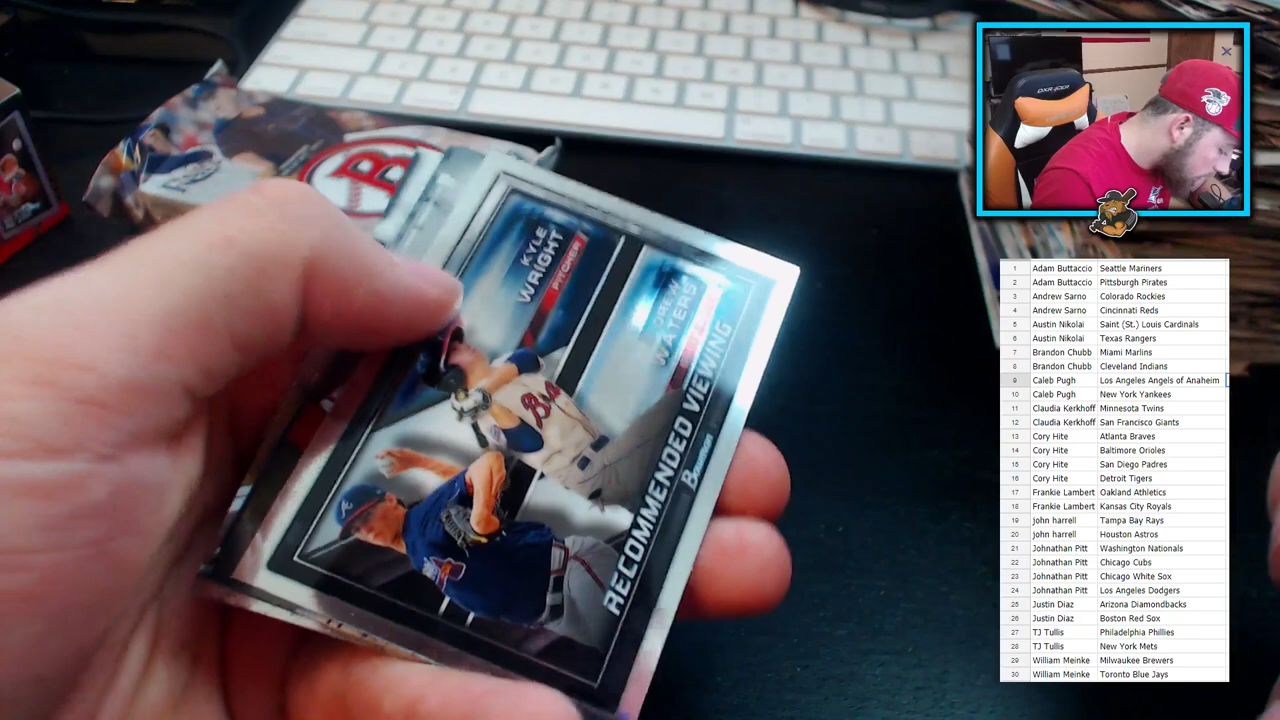 DXRACER
B
KYLE
WRIGHT
PITCHER
DREW
WATERS
RECOMMENDED VIEWING
Bowman
1 Adam Buttaccio Seattle Mariners
2 Adam Buttaccio Pittsburgh Pirates
3 Andrew Sarno Colorado Rockies
4 Andrew Sarno Cincinnati Reds
5 Austin Nikolai Saint (St.) Louis Cardinals
6 Austin Nikolai Texas Rangers
7 Brandon Chubb Miami Marlins
8 Brandon Chubb Cleveland Indians
9 Caleb Pugh Los Angeles Angels of Anaheim
10 Caleb Pugh New York Yankees
11 Claudia Kerkhoff Minnesota Twins
12 Claudia Kerkhoff San Francisco Giants
13 Cory Hite Atlanta Braves
14 Cory Hite Baltimore Orioles
15 Cory Hite San Diego Padres
16 Cory Hite Detroit Tigers
17 Frankie Lambert Oakland Athletics
18 Frankie Lambert Kansas City Royals
19 john harrell Tampa Bay Rays
20 john harrell Houston Astros
21 Johnathan Pitt Washington Nationals
22 Johnathan Pitt Chicago Cubs
23 Johnathan Pitt Chicago White Sox
24 Johnathan Pitt Los Angeles Dodgers
25 Justin Diaz Arizona Diamondbacks
26 Justin Diaz Boston Red Sox
27 TJ Tullis Philadelphia Phillies
28 TJ Tullis New York Mets
29 William Meinke Milwaukee Brewers
30 William Meinke Toronto Blue Jays